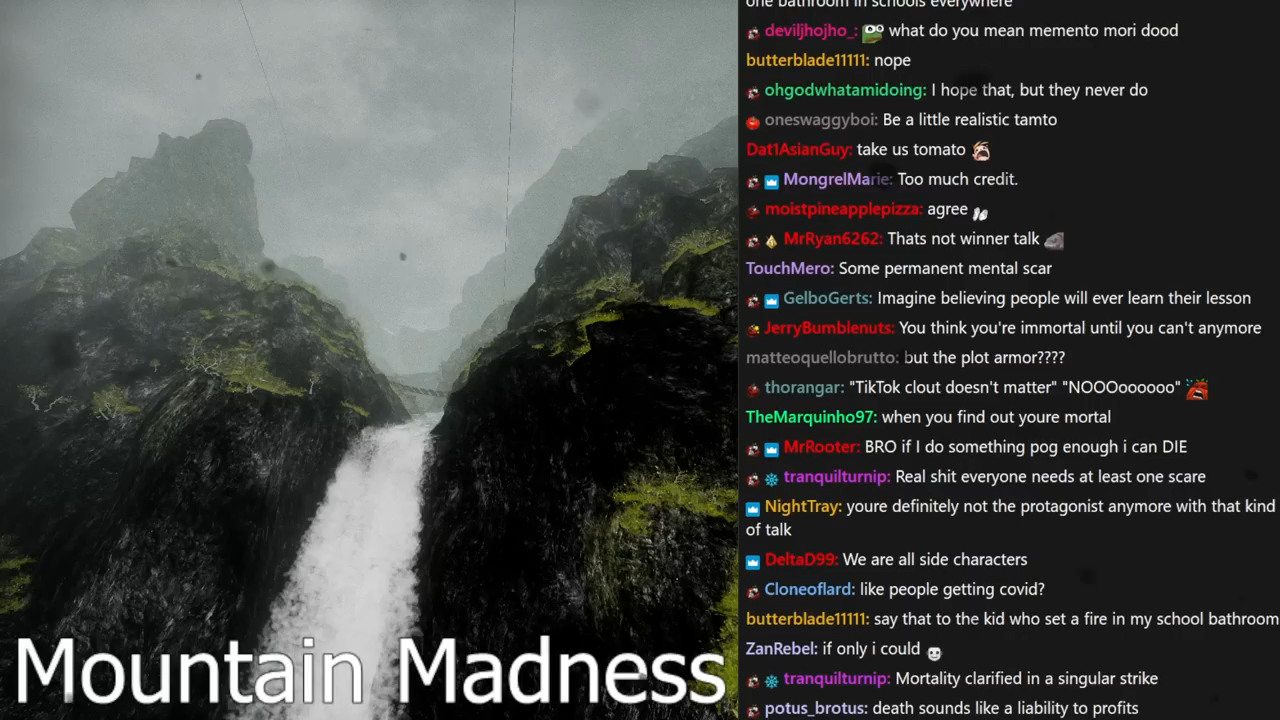 one bathroom in schools everywhere
deviljhojho_: what do you mean memento mori dood
butterblade11111: nope
ohgodwhatamidoing: I hope that, but they never do
oneswaggyboi: Be a little realistic tamto
Dat1AsianGuy: take us tomato
MongrelMarie: Too much credit.
moistpineapplepizza: agree
MrRyan6262: Thats not winner talk
TouchMero: Some permanent mental scar
GelboGerts: Imagine believing people will ever learn their lesson
JerryBumblenuts: You think you're immortal until you can't anymore
matteoquellobrutto: but the plot armor????
thorangar: "TikTok clout doesn't matter" "NOOOoooooo"
TheMarquinho97: when you find out youre mortal
MrRooter: BRO if I do something pog enough i can DIE
tranquilturnip: Real shit everyone needs at least one scare
NightTray: youre definitely not the protagonist anymore with that kind
of talk
DeltaD99: We are all side characters
Cloneoflard: like people getting covid?
butterblade11111: say that to the kid who set a fire in my school bathroom
ZanRebel: if only i could
tranquilturnip: Mortality clarified in a singular strike
potus_brotus: death sounds like a liability to profits
Mountain Madness